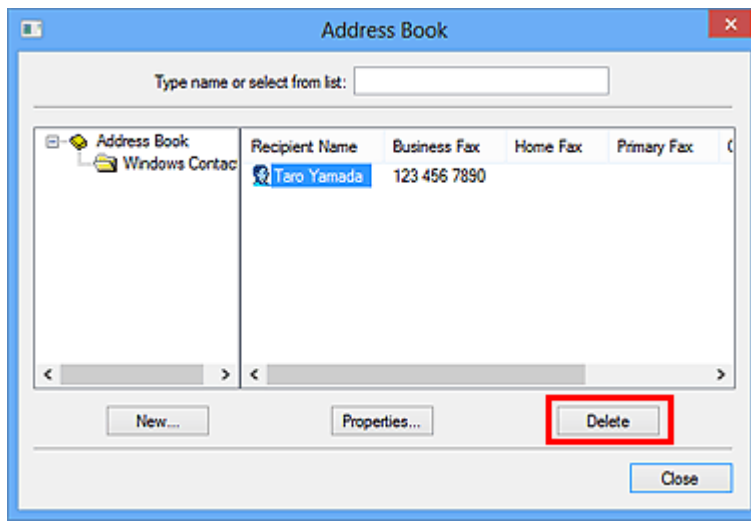 Address Book
Type name or select from list:
Address Book
Windows Contac
Recipient Name Business Fax Home Fax Primary Fax
Taro Yamada 123 456 7890
New... Properties... Delete
Close